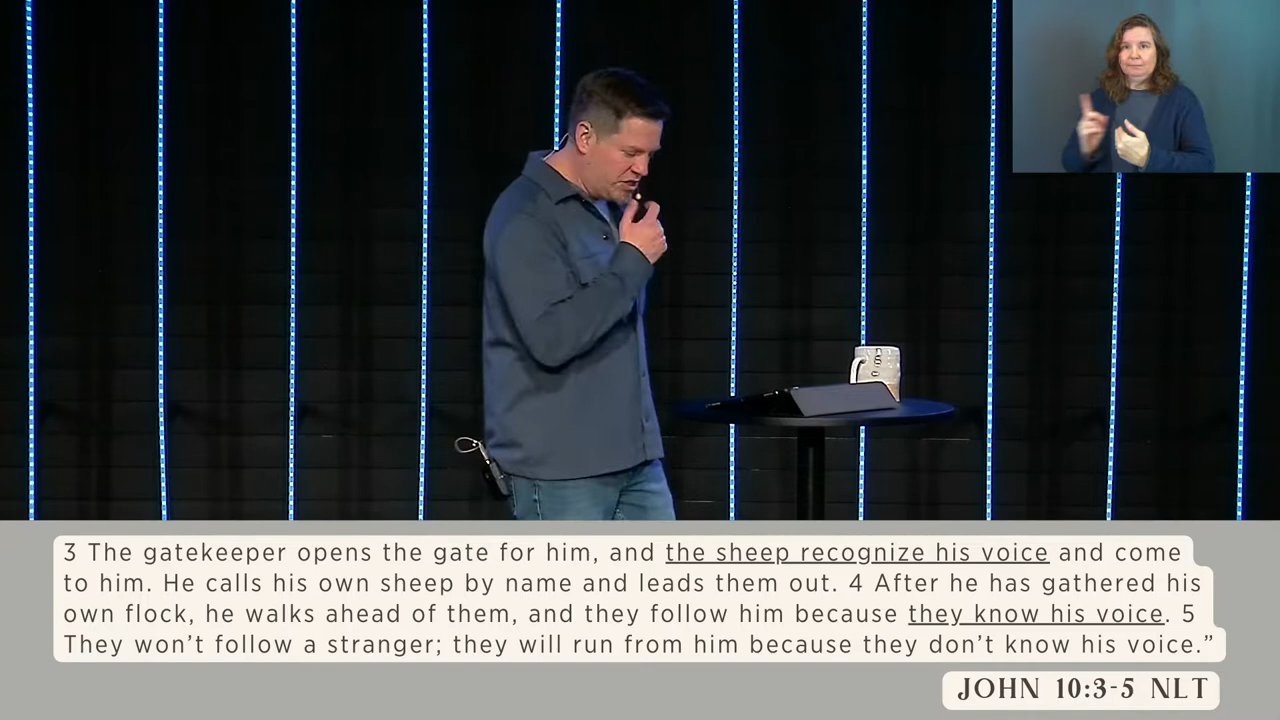 3 The gatekeeper opens the gate for him, and the sheep recognize his voice and come
to him. He calls his own sheep by name and leads them out. 4 After he has gathered his
own flock, he walks ahead of them, and they follow him because they know his voice. 5
They won’t follow a stranger; they will run from him because they don’t know his voice.”
JOHN 10:3-5 NLT